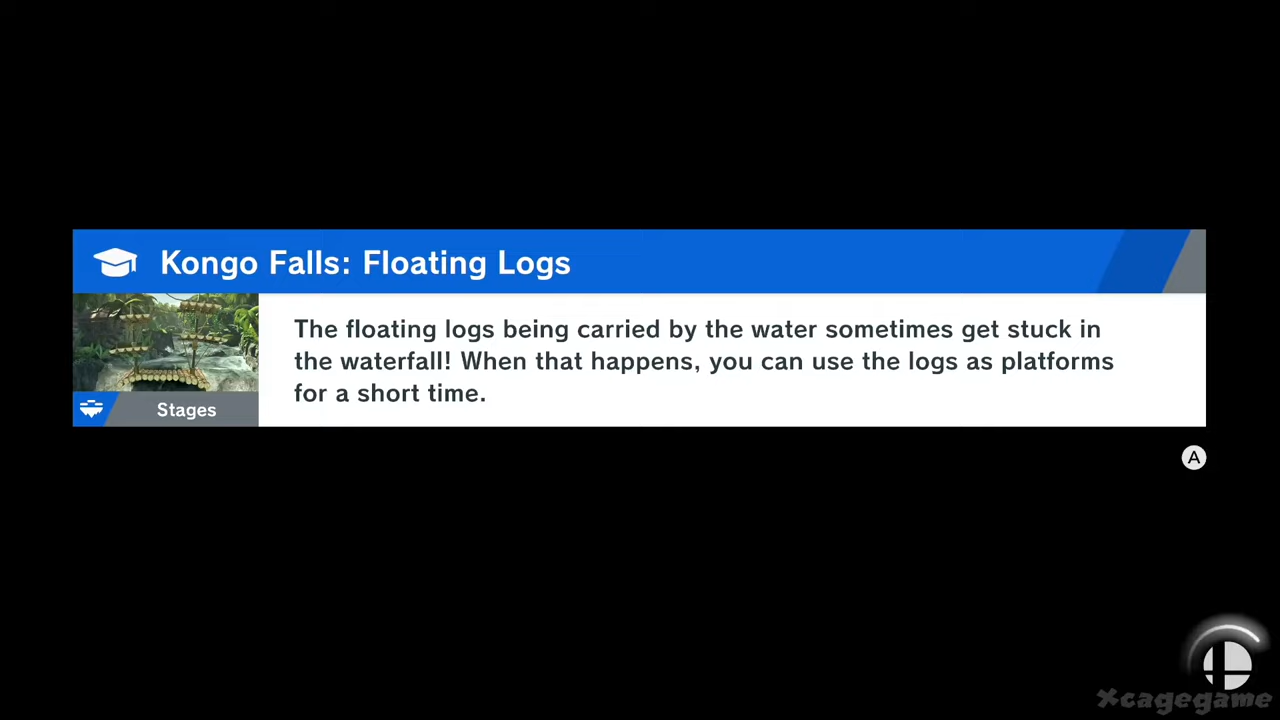 Kongo Falls: Floating Logs
The floating logs being carried by the water sometimes get stuck in
the waterfall! When that happens, you can use the logs as platforms
for a short time.
Stages
A
Xcagegame